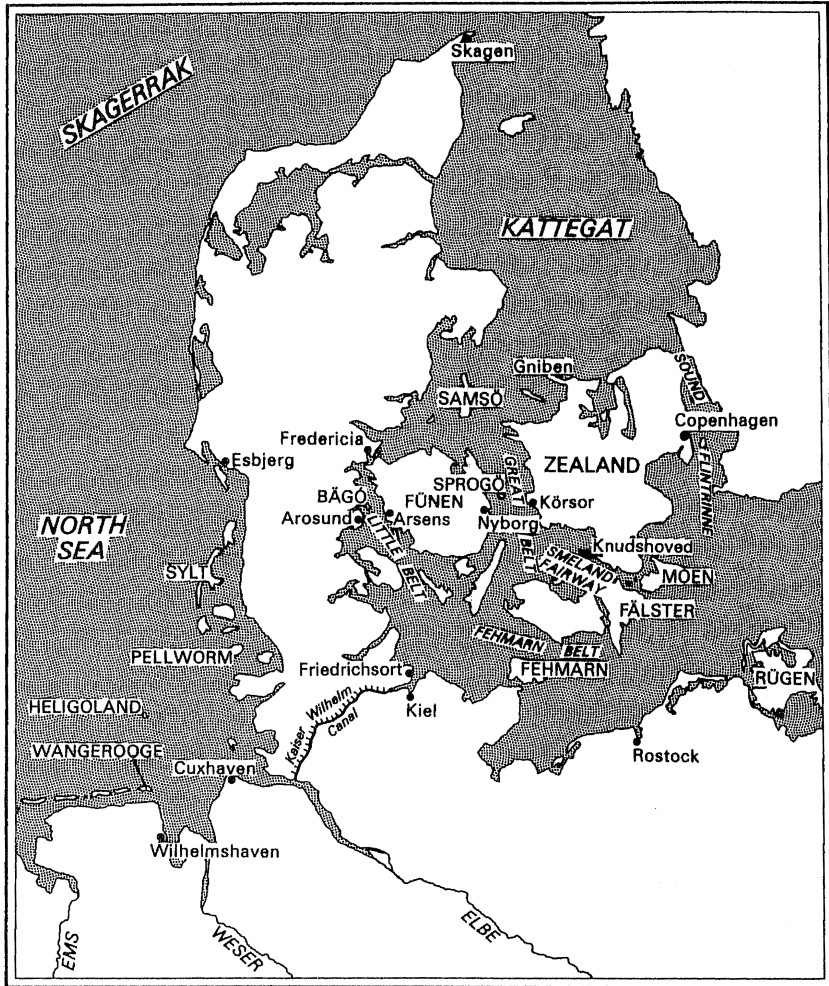 Skagen
SKAGERRAK
KATTEGAT
Gniben
SOUND
SAMSÖ
Copenhagen
Fredericia
ZEALAND
Esbjerg
GREAT
BELT
SPROGÖ
FLINTRINNE
BÄGÖ
FÜNEN
Körsor
NORTH
SEA
Arosund
Arsens
Nyborg
LITTLE
BELT
Knudshoved
SMELAND
FAIRWAY
MOEN
SYLT
FÄLSTER
FEHMARN
BELT
PELLWORM
Friedrichsort
FEHMARN
RÜGEN
HELIGOLAND
Kaiser Wilhelm
Canal
Kiel
WANGEROOGE
Cuxhaven
Rostock
Wilhelmshaven
EMS
WESER
ELBE